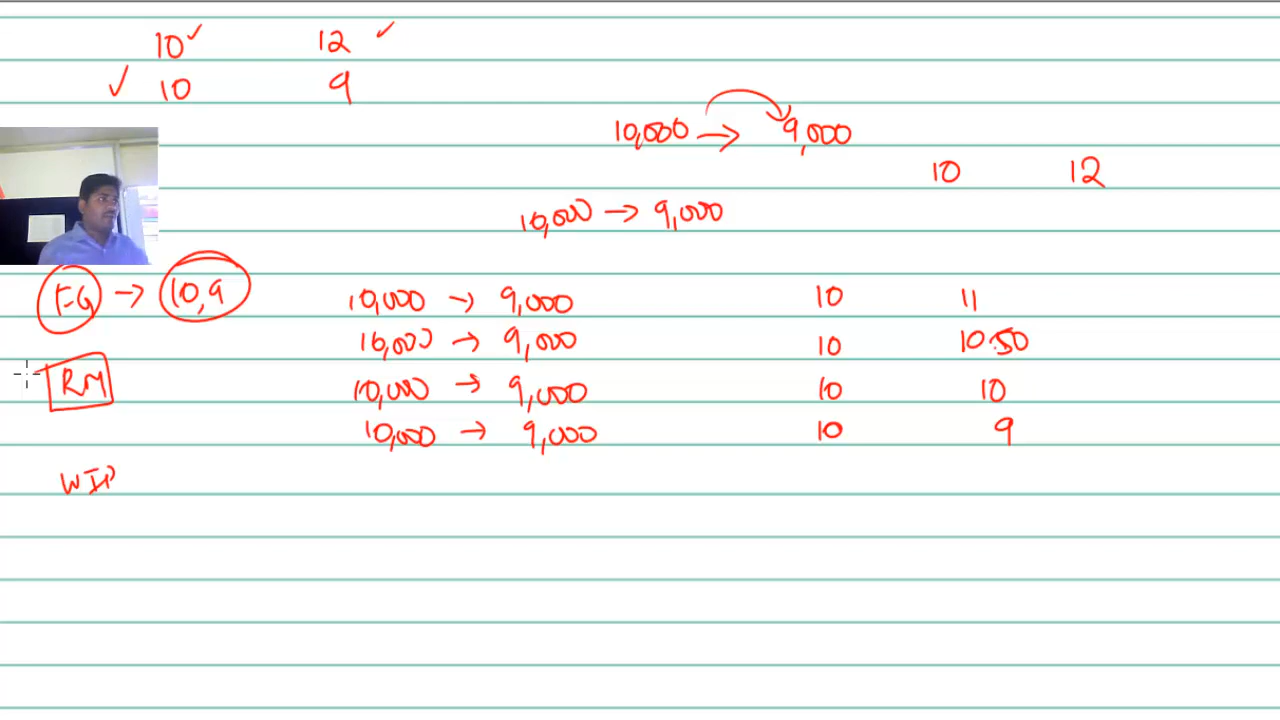 10✓ 12 ✓
✓ 10 9
10,000 → 9,000
10 12
10,000 → 9,000
FG → 10,9 10,000 → 9,000 10 11
10,000 → 9,000 10 10.50
RM 10,000 → 9,000 10 10
10,000 → 9,000 10 9
WIP